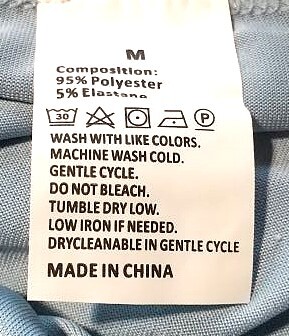 M
Composition:
95% Polyester
5% Elastane
30 P
WASH WITH LIKE COLORS.
MACHINE WASH COLD.
GENTLE CYCLE.
DO NOT BLEACH.
TUMBLE DRY LOW.
LOW IRON IF NEEDED.
DRYCLEANABLE IN GENTLE CYCLE
MADE IN CHINA